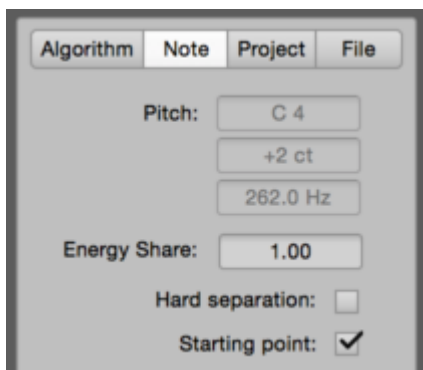 Algorithm Note Project File
Pitch: C 4
+2 ct
262.0 Hz
Energy Share: 1.00
Hard separation:
Starting point: